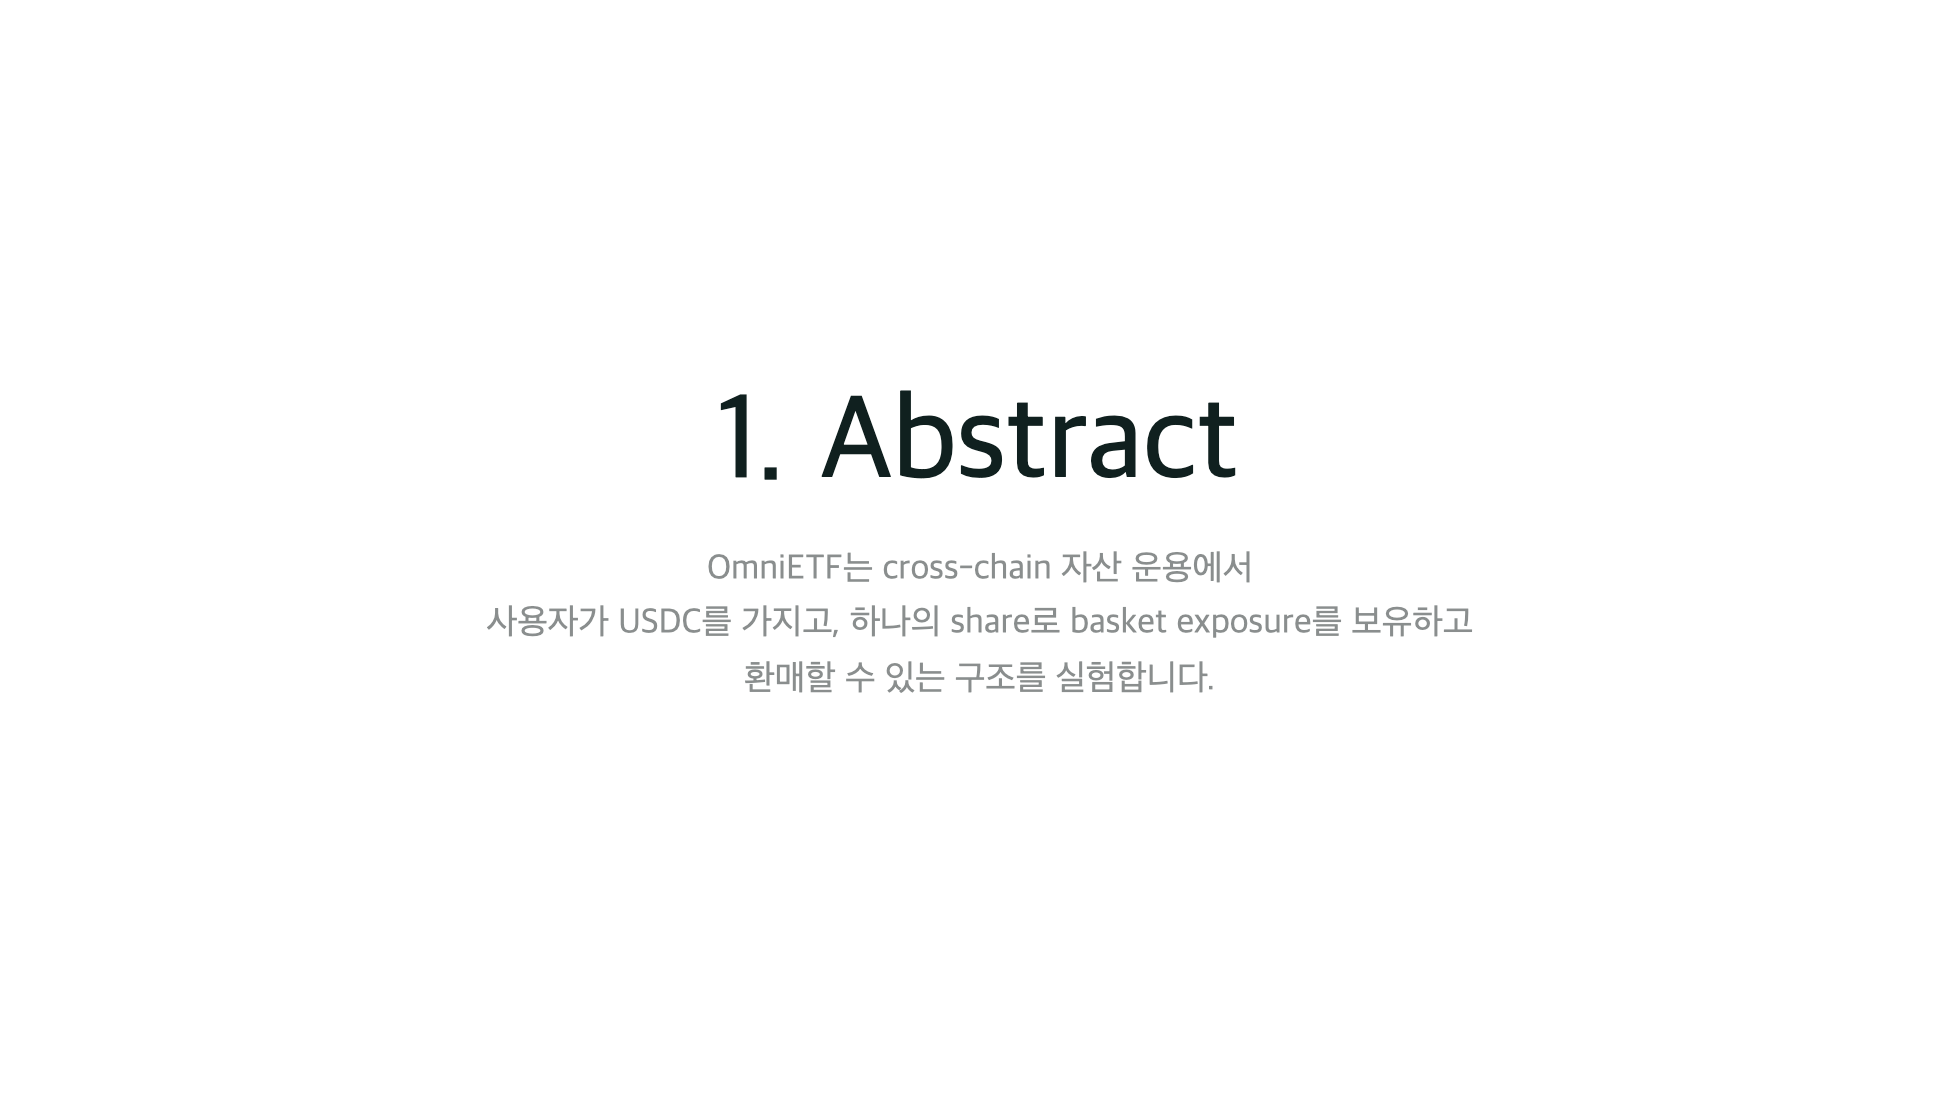 1. Abstract
OmniETF는 cross-chain 자산 운용에서
사용자가 USDC를 가지고, 하나의 share로 basket exposure를 보유하고
환매할 수 있는 구조를 실험합니다.